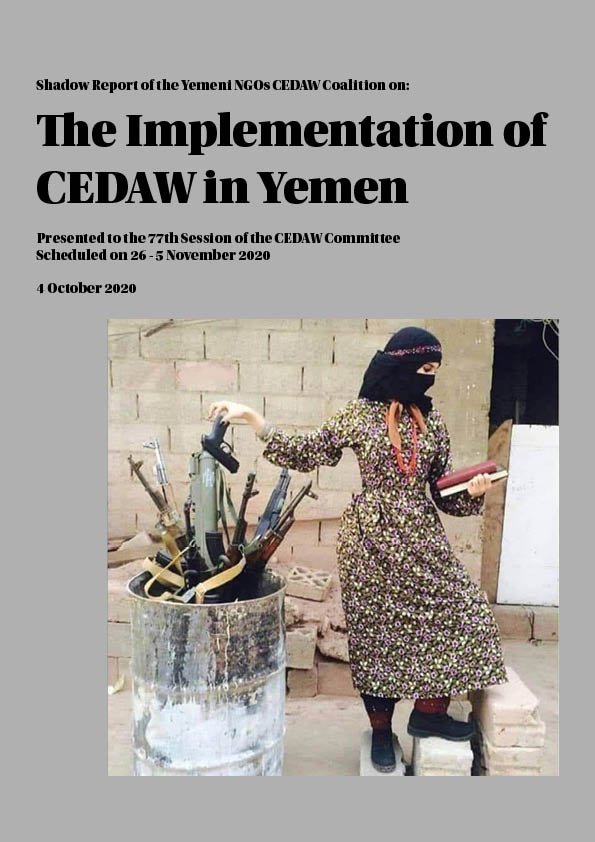 Shadow Report of the Yemeni NGOs CEDAW Coalition on:
The Implementation of
CEDAW in Yemen
Presented to the 77th Session of the CEDAW Committee
Scheduled on 26 - 5 November 2020
4 October 2020